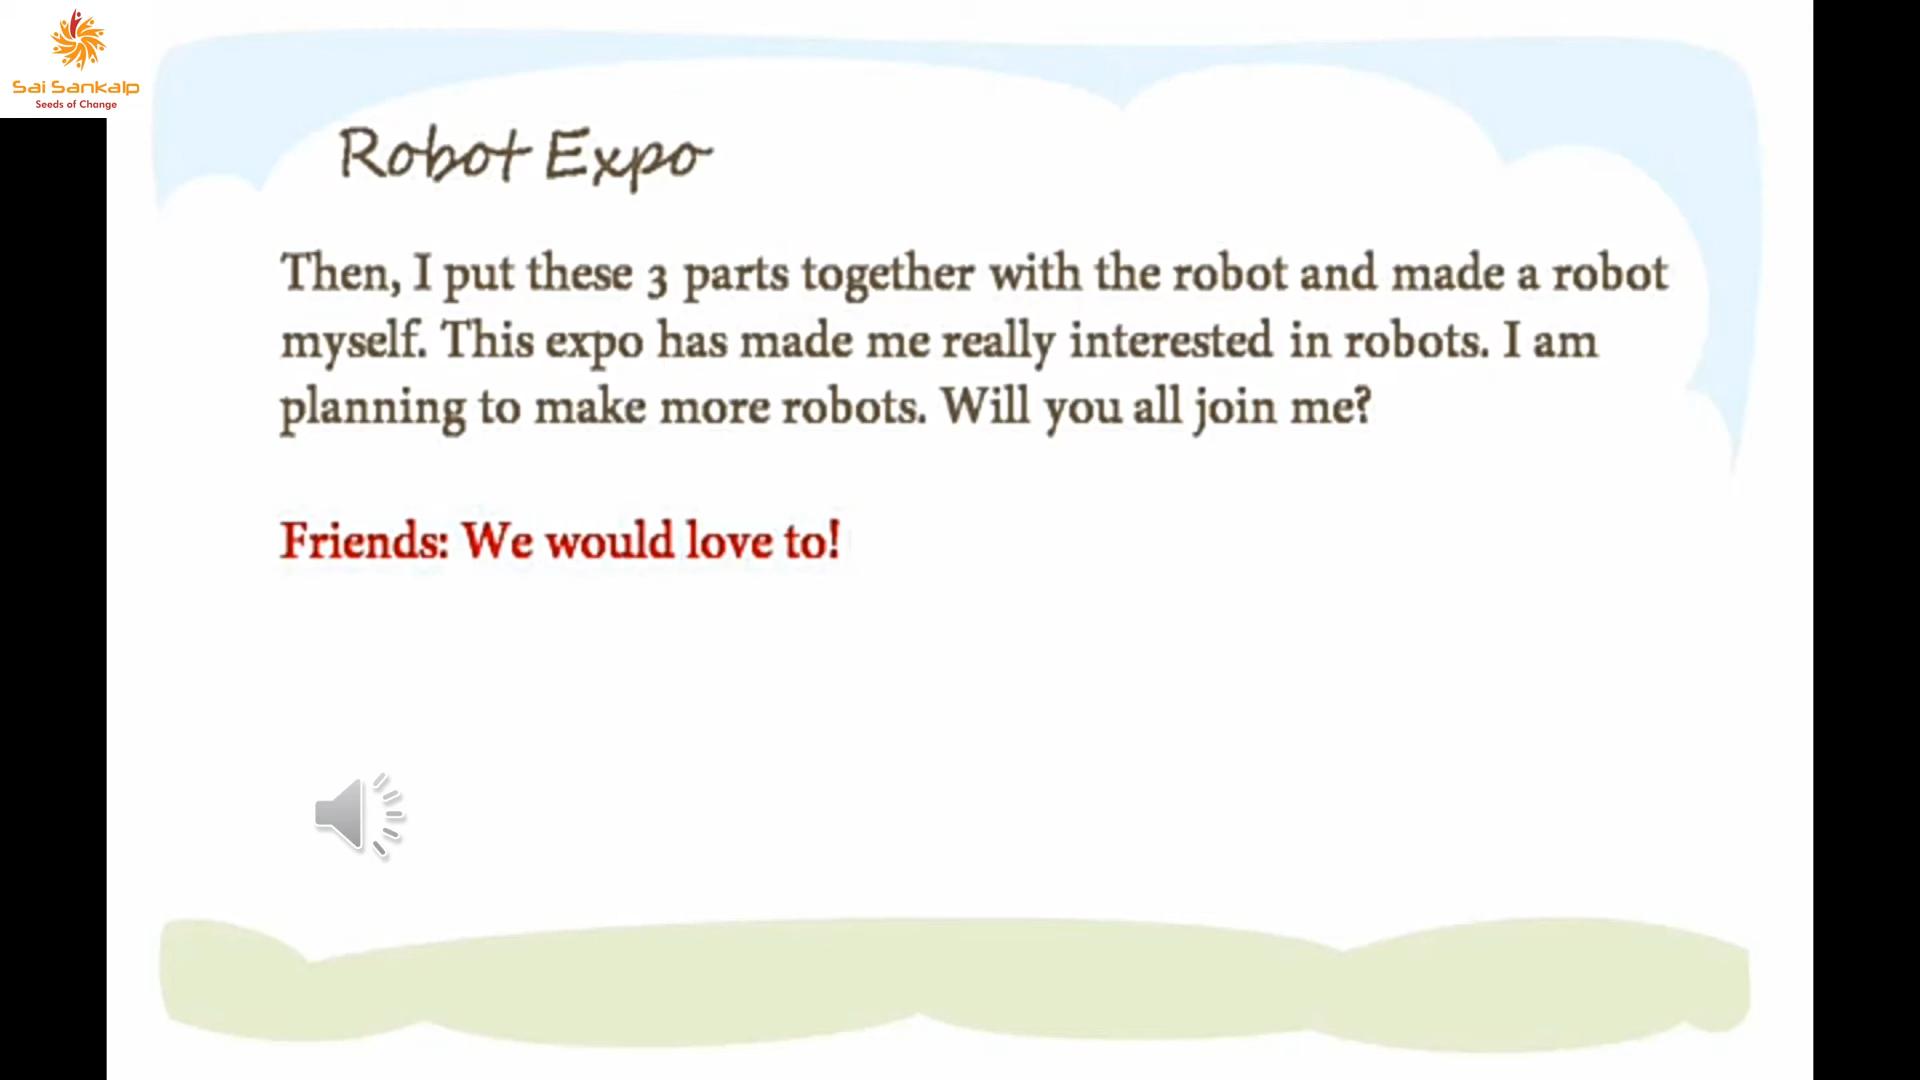 Sai Sankalp
Seeds of Change
Robot Expo
Then, I put these 3 parts together with the robot and made a robot
myself. This expo has made me really interested in robots. I am
planning to make more robots. Will you all join me?
Friends: We would love to!